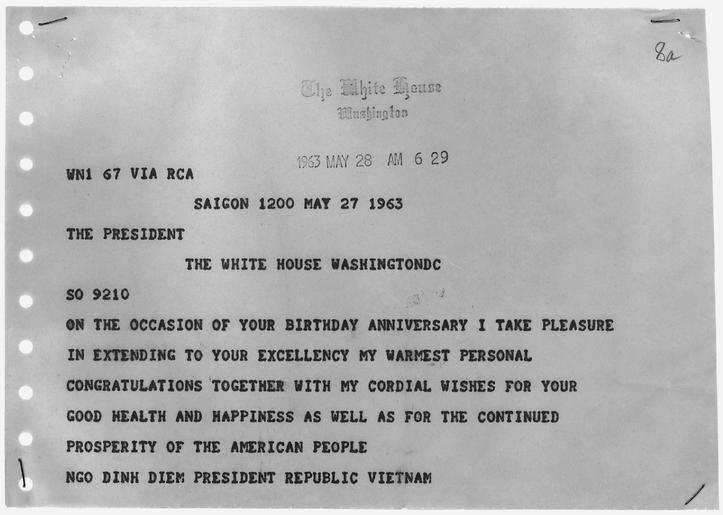 8a
The White House
Washington
1963 MAY 28 AM 6 29
WN1 67 VIA RCA
SAIGON 1200 MAY 27 1963
THE PRESIDENT
THE WHITE HOUSE WASHINGTONDC
SO 9210
ON THE OCCASION OF YOUR BIRTHDAY ANNIVERSARY I TAKE PLEASURE
IN EXTENDING TO YOUR EXCELLENCY MY WARMEST PERSONAL
CONGRATULATIONS TOGETHER WITH MY CORDIAL WISHES FOR YOUR
GOOD HEALTH AND HAPPINESS AS WELL AS FOR THE CONTINUED
PROSPERITY OF THE AMERICAN PEOPLE
NGO DINH DIEM PRESIDENT REPUBLIC VIETNAM